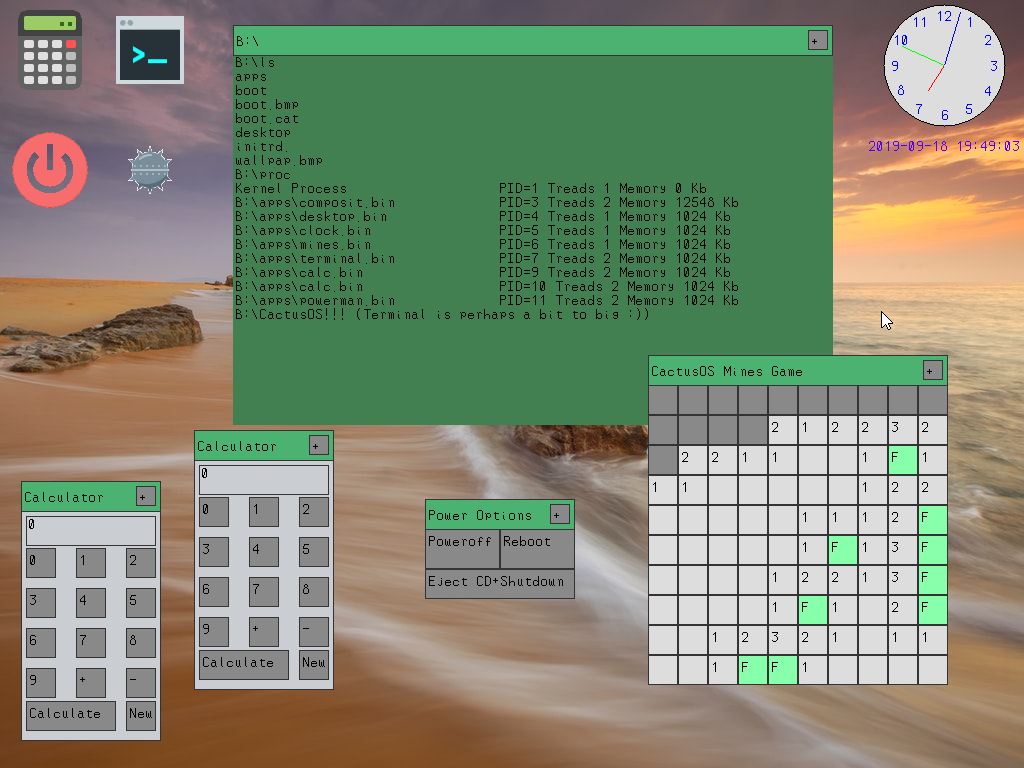 B:\ +
B:\ls
apps
boot
boot.bmp
boot.cat
desktop
initrd.
wallpap.bmp
B:\proc
Kernel Process PID=1 Treads 1 Memory 0 Kb
B:\apps\composit.bin PID=3 Treads 2 Memory 12548 Kb
B:\apps\desktop.bin PID=4 Treads 1 Memory 1024 Kb
B:\apps\clock.bin PID=5 Treads 1 Memory 1024 Kb
B:\apps\mines.bin PID=6 Treads 1 Memory 1024 Kb
B:\apps\terminal.bin PID=7 Treads 2 Memory 1024 Kb
B:\apps\calc.bin PID=9 Treads 2 Memory 1024 Kb
B:\apps\calc.bin PID=10 Treads 2 Memory 1024 Kb
B:\apps\powerman.bin PID=11 Treads 2 Memory 1024 Kb
B:\CactusOS!!! (Terminal is perhaps a bit to big :))
12 1 2 3 4 5 6 7 8 9 10 11
2019-09-18 19:49:03
Calculator +
0
0 1 2
3 4 5
6 7 8
9 + -
Calculate New
Calculator +
0
0 1 2
3 4 5
6 7 8
9 + -
Calculate New
Power Options +
Poweroff Reboot
Eject CD+Shutdown
CactusOS Mines Game +
2 1 2 2 3 2
2 2 1 1 1 F 1
1 1 1 2 2
1 1 1 2 F
1 F 1 3 F
1 2 2 1 3 F
1 F 1 2 F
1 2 3 2 1 1 1
1 F F 1